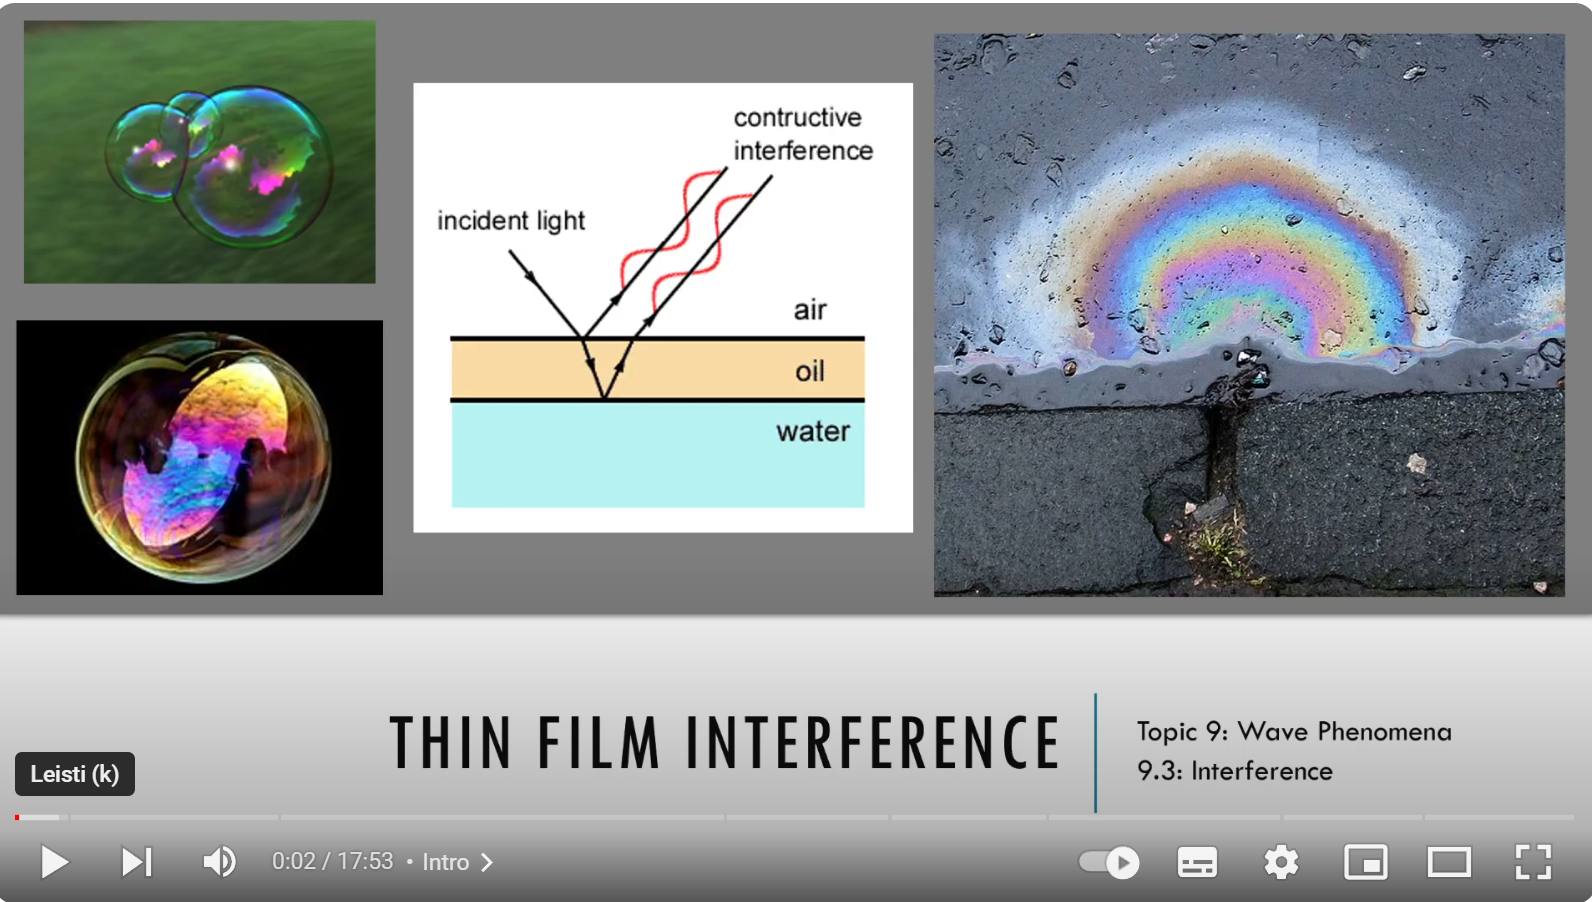 contructive
interference
incident light
air
oil
water
THIN FILM INTERFERENCE
Topic 9: Wave Phenomena
9.3: Interference
Leisti (k)
0:02 / 17:53 • Intro